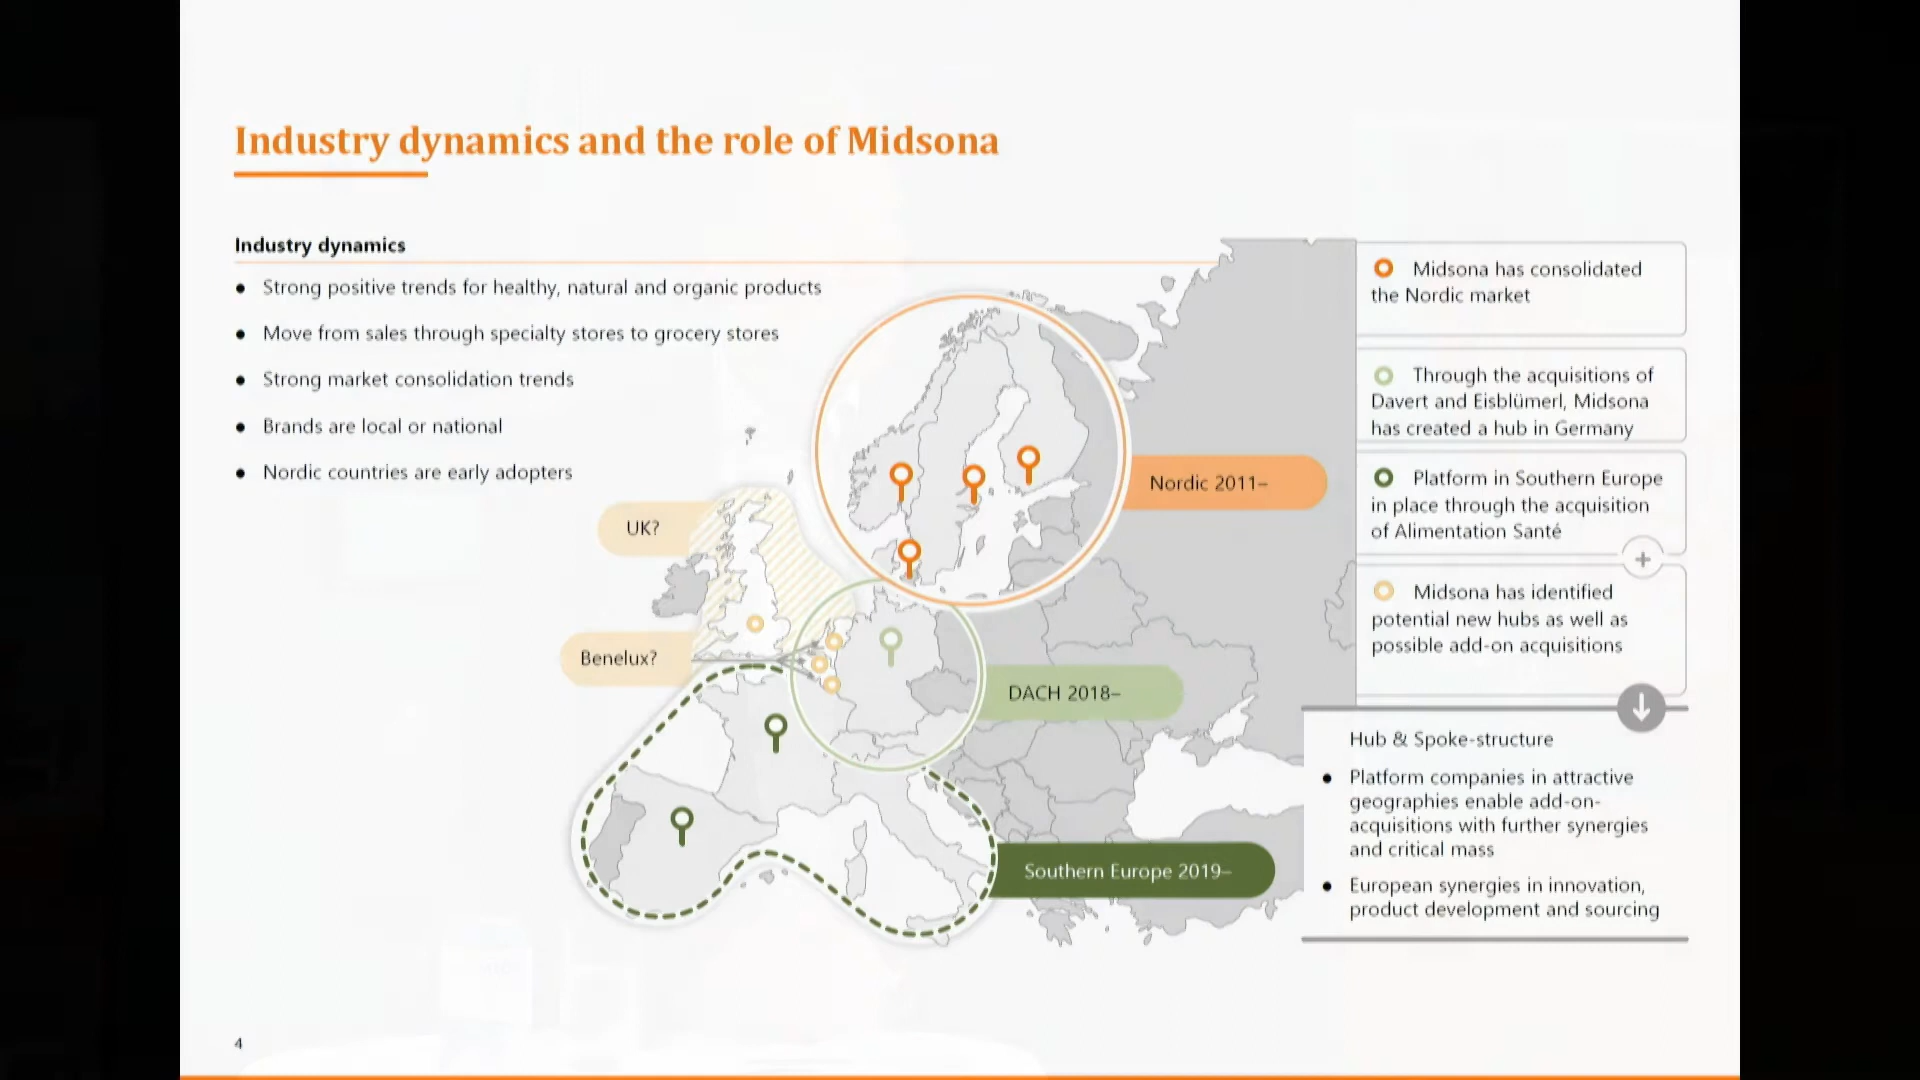 Industry dynamics and the role of Midsona
Industry dynamics
● Strong positive trends for healthy, natural and organic products
● Move from sales through specialty stores to grocery stores
● Strong market consolidation trends
● Brands are local or national
● Nordic countries are early adopters
UK?
Benelux?
Nordic 2011–
DACH 2018–
Southern Europe 2019–
Midsona has consolidated
the Nordic market
Through the acquisitions of
Davert and Eisblümerl, Midsona
has created a hub in Germany
Platform in Southern Europe
in place through the acquisition
of Alimentation Santé
+
Midsona has identified
potential new hubs as well as
possible add-on acquisitions
Hub & Spoke-structure
● Platform companies in attractive
geographies enable add-on-
acquisitions with further synergies
and critical mass
● European synergies in innovation,
product development and sourcing
4